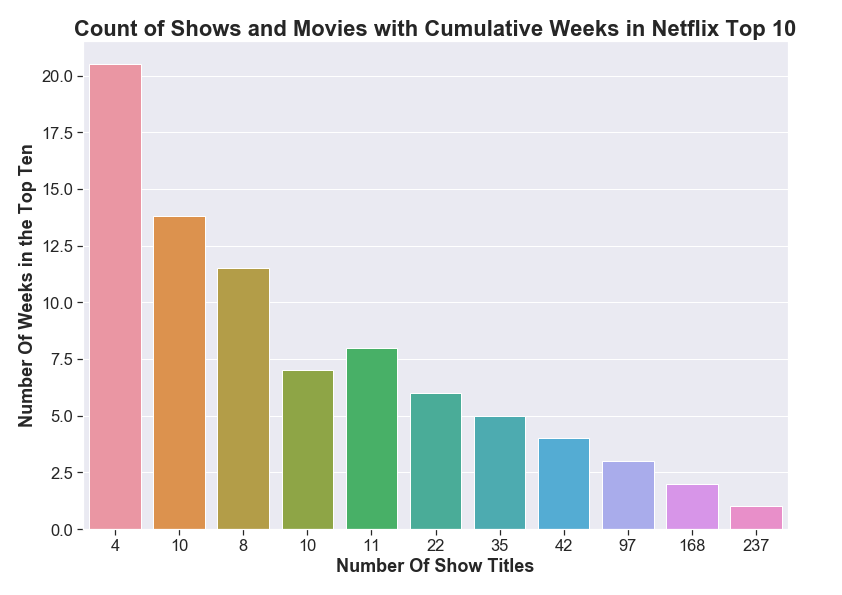 Count of Shows and Movies with Cumulative Weeks in Netflix Top 10
Number Of Weeks in the Top Ten
20.0
17.5
15.0
12.5
10.0
7.5
5.0
2.5
0.0
4 10 8 10 11 22 35 42 97 168 237
Number Of Show Titles